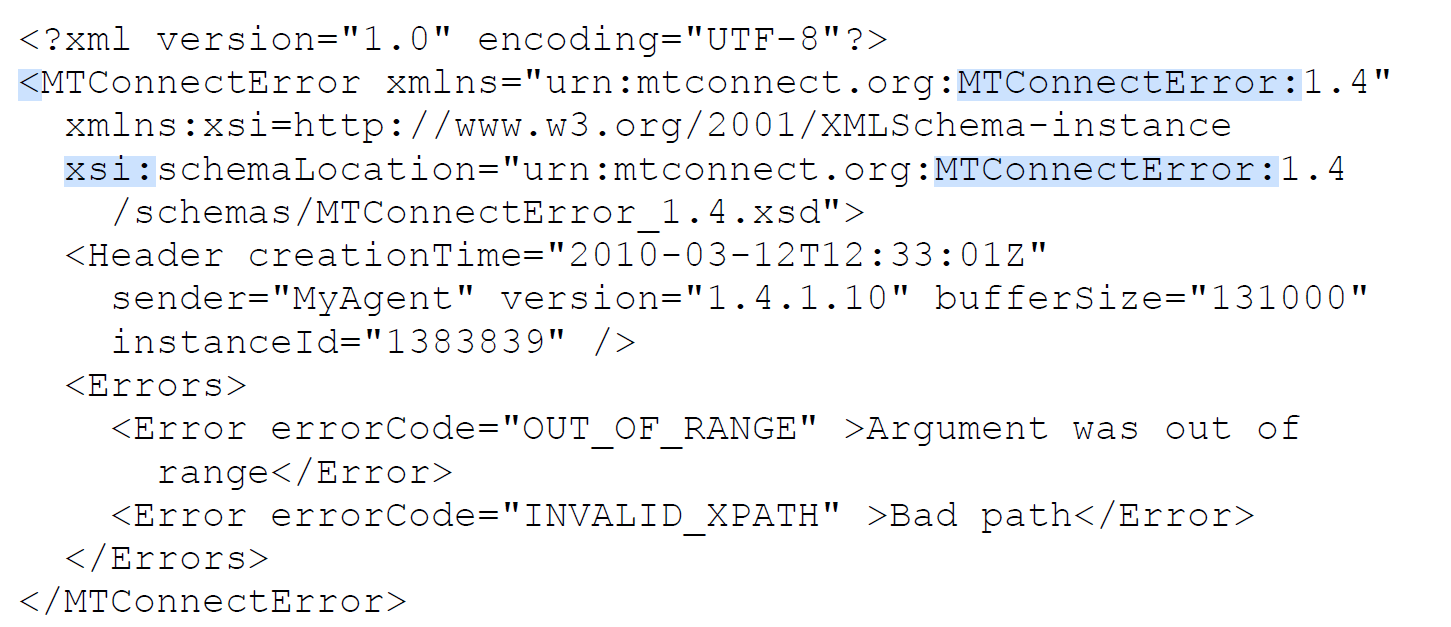 <?xml version="1.0" encoding="UTF-8"?>
<MTConnectError xmlns="urn:mtconnect.org:MTConnectError:1.4"
xmlns:xsi=http://www.w3.org/2001/XMLSchema-instance
xsi:schemaLocation="urn:mtconnect.org:MTConnectError:1.4
/schemas/MTConnectError_1.4.xsd">
<Header creationTime="2010-03-12T12:33:01Z"
sender="MyAgent" version="1.4.1.10" bufferSize="131000"
instanceId="1383839" />
<Errors>
<Error errorCode="OUT_OF_RANGE" >Argument was out of
range</Error>
<Error errorCode="INVALID_XPATH" >Bad path</Error>
</Errors>
</MTConnectError>